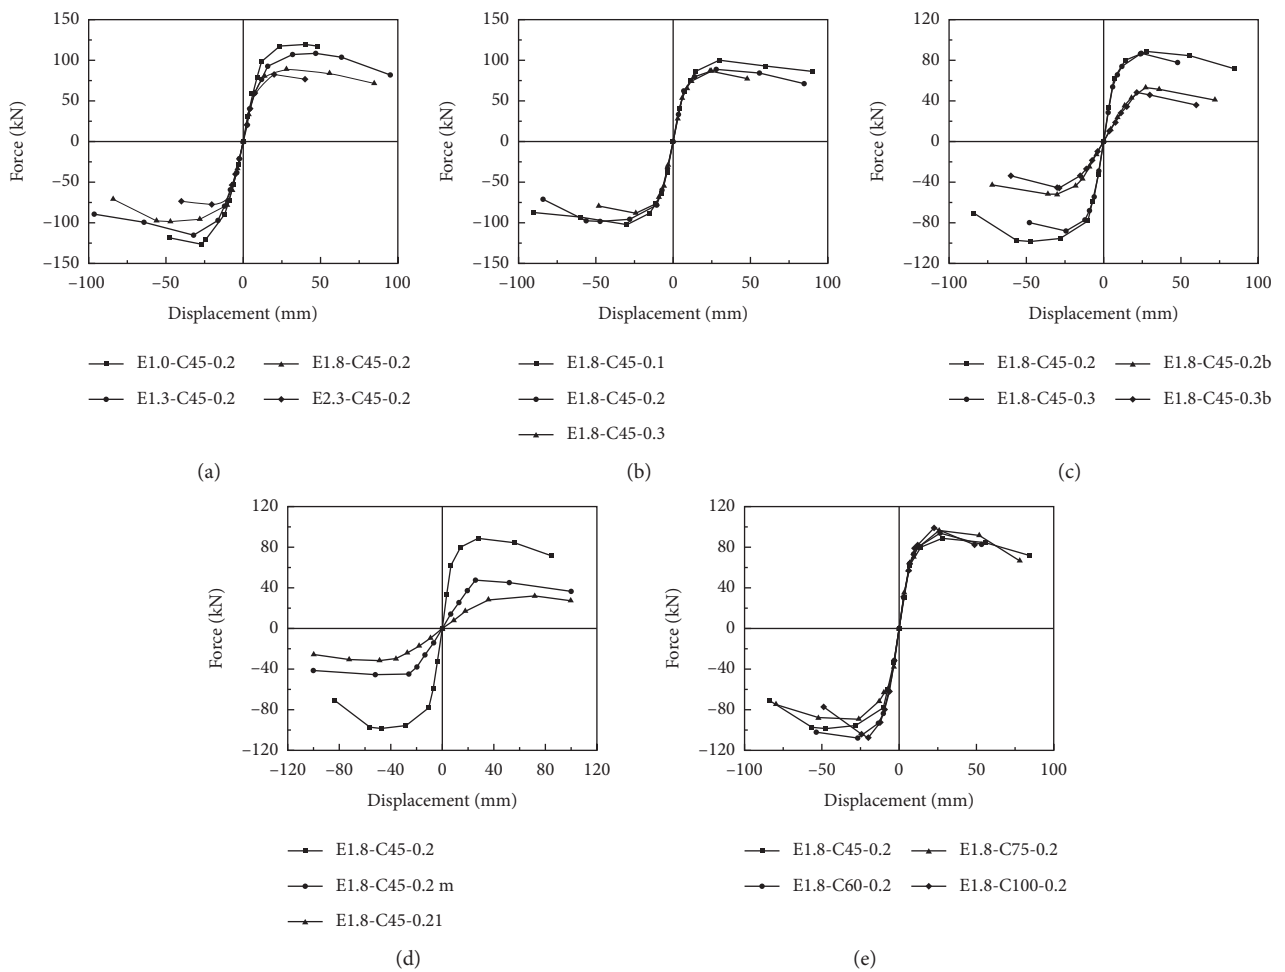 150
100
50
0
−50
−100
−150
Force (kN)
−100 −50 0 50 100
Displacement (mm)
E1.0-C45-0.2 E1.8-C45-0.2
E1.3-C45-0.2 E2.3-C45-0.2
(a)
150
100
50
0
−50
−100
−150
Force (kN)
−100 −50 0 50 100
Displacement (mm)
E1.8-C45-0.1
E1.8-C45-0.2
E1.8-C45-0.3
(b)
120
80
40
0
−40
−80
−120
Force (kN)
−100 −50 0 50 100
Displacement (mm)
E1.8-C45-0.2 E1.8-C45-0.2b
E1.8-C45-0.3 E1.8-C45-0.3b
(c)
120
80
40
0
−40
−80
−120
Force (kN)
−120 −80 −40 0 40 80 120
Displacement (mm)
E1.8-C45-0.2
E1.8-C45-0.2 m
E1.8-C45-0.21
(d)
120
80
40
0
−40
−80
−120
Force (kN)
−100 −50 0 50 100
Displacement (mm)
E1.8-C45-0.2 E1.8-C75-0.2
E1.8-C60-0.2 E1.8-C100-0.2
(e)